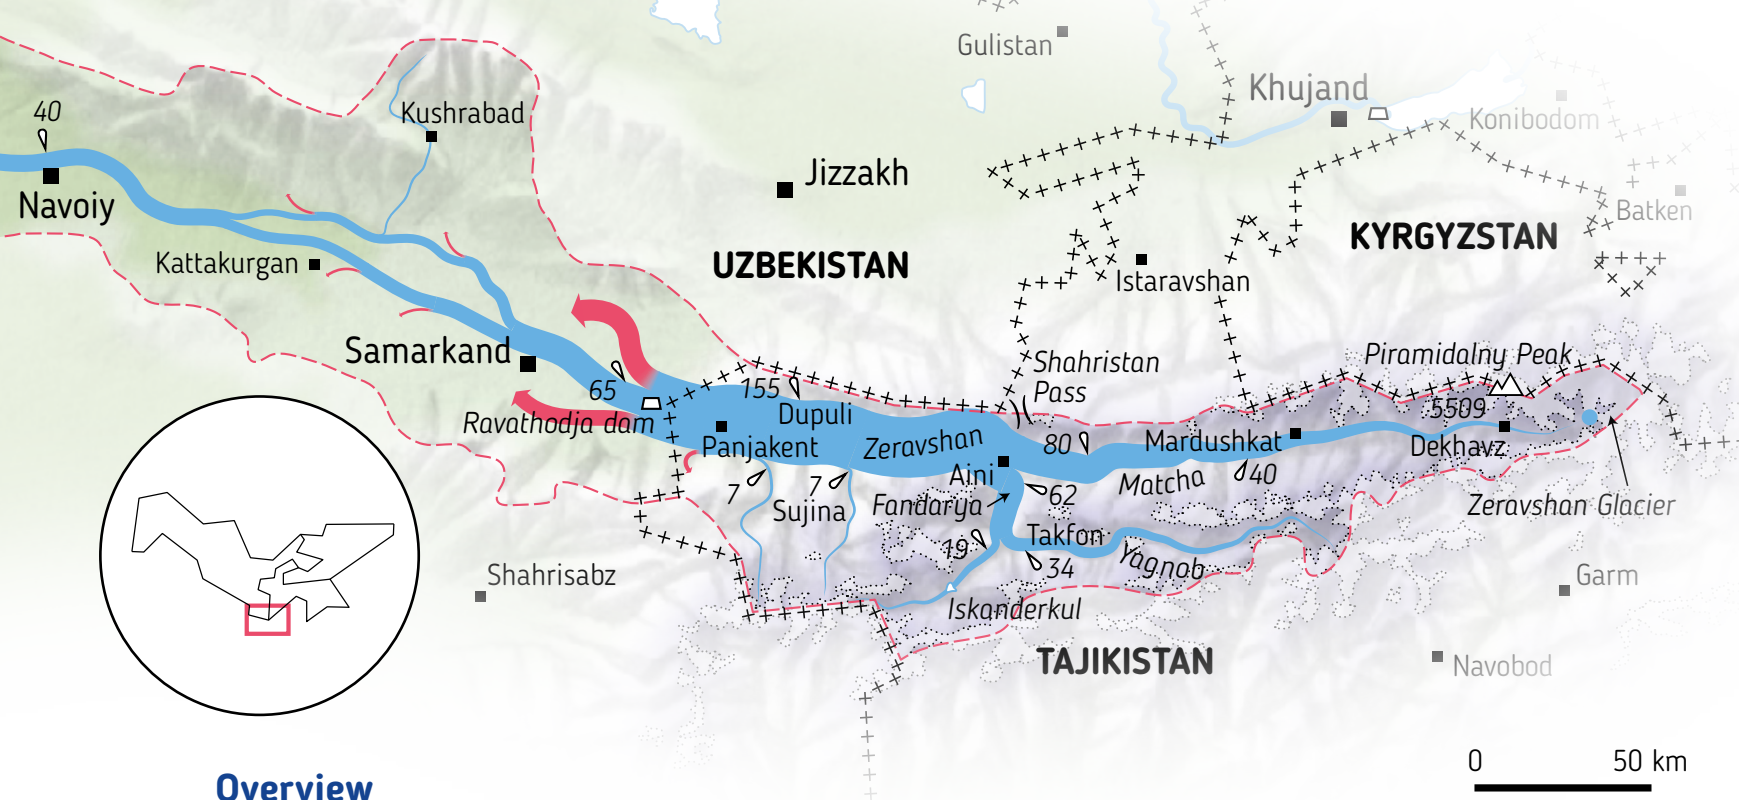 Gulistan
Khujand
Konibodom
40
Kushrabad
Jizzakh
Navoiy
Batken
KYRGYZSTAN
Kattakurgan
UZBEKISTAN
Istaravshan
Samarkand
Shahristan
Pass
Piramidalny Peak
65
155
5509
Ravathodja dam
Dupuli
Panjakent
Zeravshan
80
Mardushkat
Dekhavz
Aini
Matcha
40
7
7
Sujina
Fandarya
62
Zeravshan Glacier
19
Takfon
34
Yagnob
Shahrisabz
Garm
Iskanderkul
TAJIKISTAN
Navobod
0
50 km
Overview